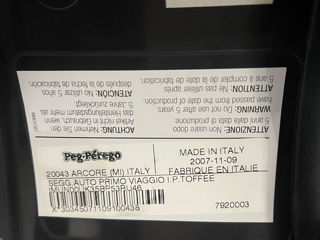 ATENCIÓN: No utilizar 5 años
después de la fecha de fabricación.
ATTENTION: Ne pas utiliser après
5 ans à compter de la date de fabrication.
WARNING: Do not use after 5 years
have passed from the production date.
ACHTUNG: Nehmen Sie den
Artikel nicht in Gebrauch wenn
das Herstellungsdatum mehr als
5 Jahre zurückliegt.
Non usare dopo
5 anni dalla data di produzione
Peg-Pérego
20043 ARCORE (MI) ITALY
MADE IN ITALY
2007-11-09
FABRIQUE EN ITALIE
SEGG.AUTO PRIMO VIAGGIO I.P.TOFFEE
IMUN00UK35RP53RU46
7920003
X-30345071109100438